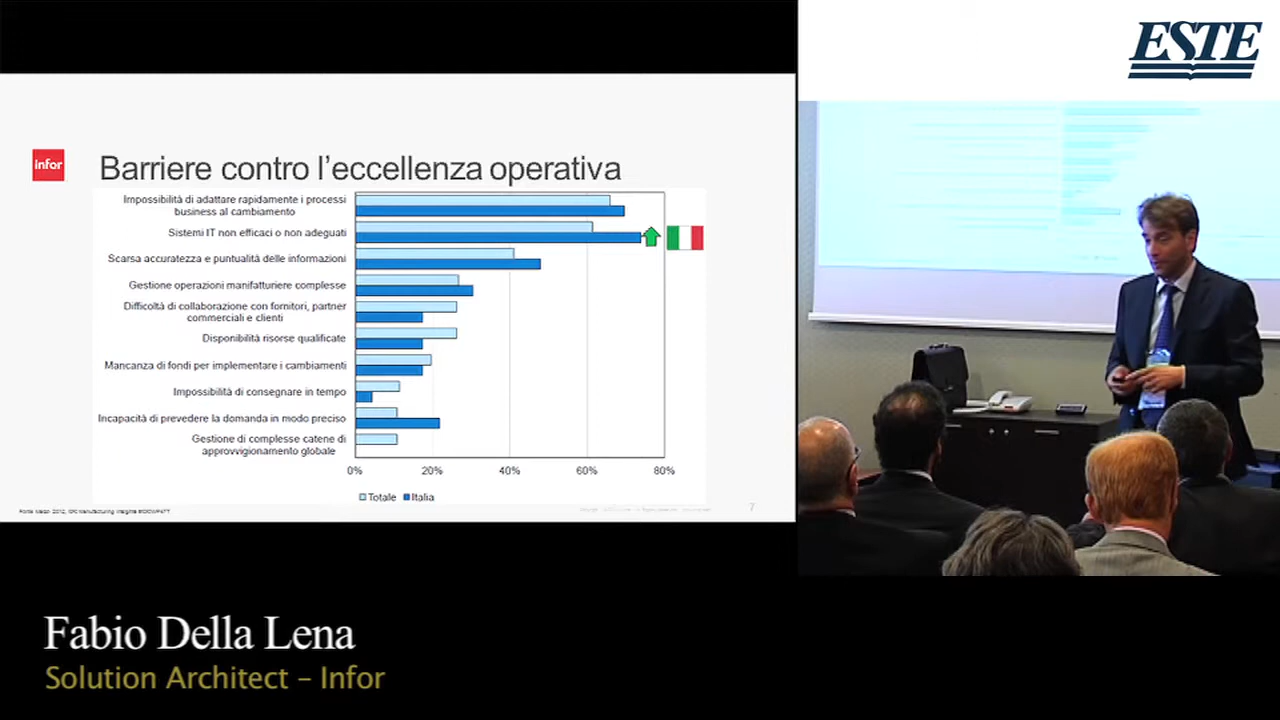 ESTE
infor
Barriere contro l'eccellenza operativa
Impossibilità di adattare rapidamente i processi
business al cambiamento
Sistemi IT non efficaci o non adeguati
Scarsa accuratezza e puntualità delle informazioni
Gestione operazioni manifatturiere complesse
Difficoltà di collaborazione con fornitori, partner
commerciali e clienti
Disponibilità risorse qualificate
Mancanza di fondi per implementare i cambiamenti
Impossibilità di consegnare in tempo
Incapacità di prevedere la domanda in modo preciso
Gestione di complesse catene di
approvvigionamento globale
0% 20% 40% 60% 80%
Totale Italia
7
Fabio Della Lena
Solution Architect – Infor